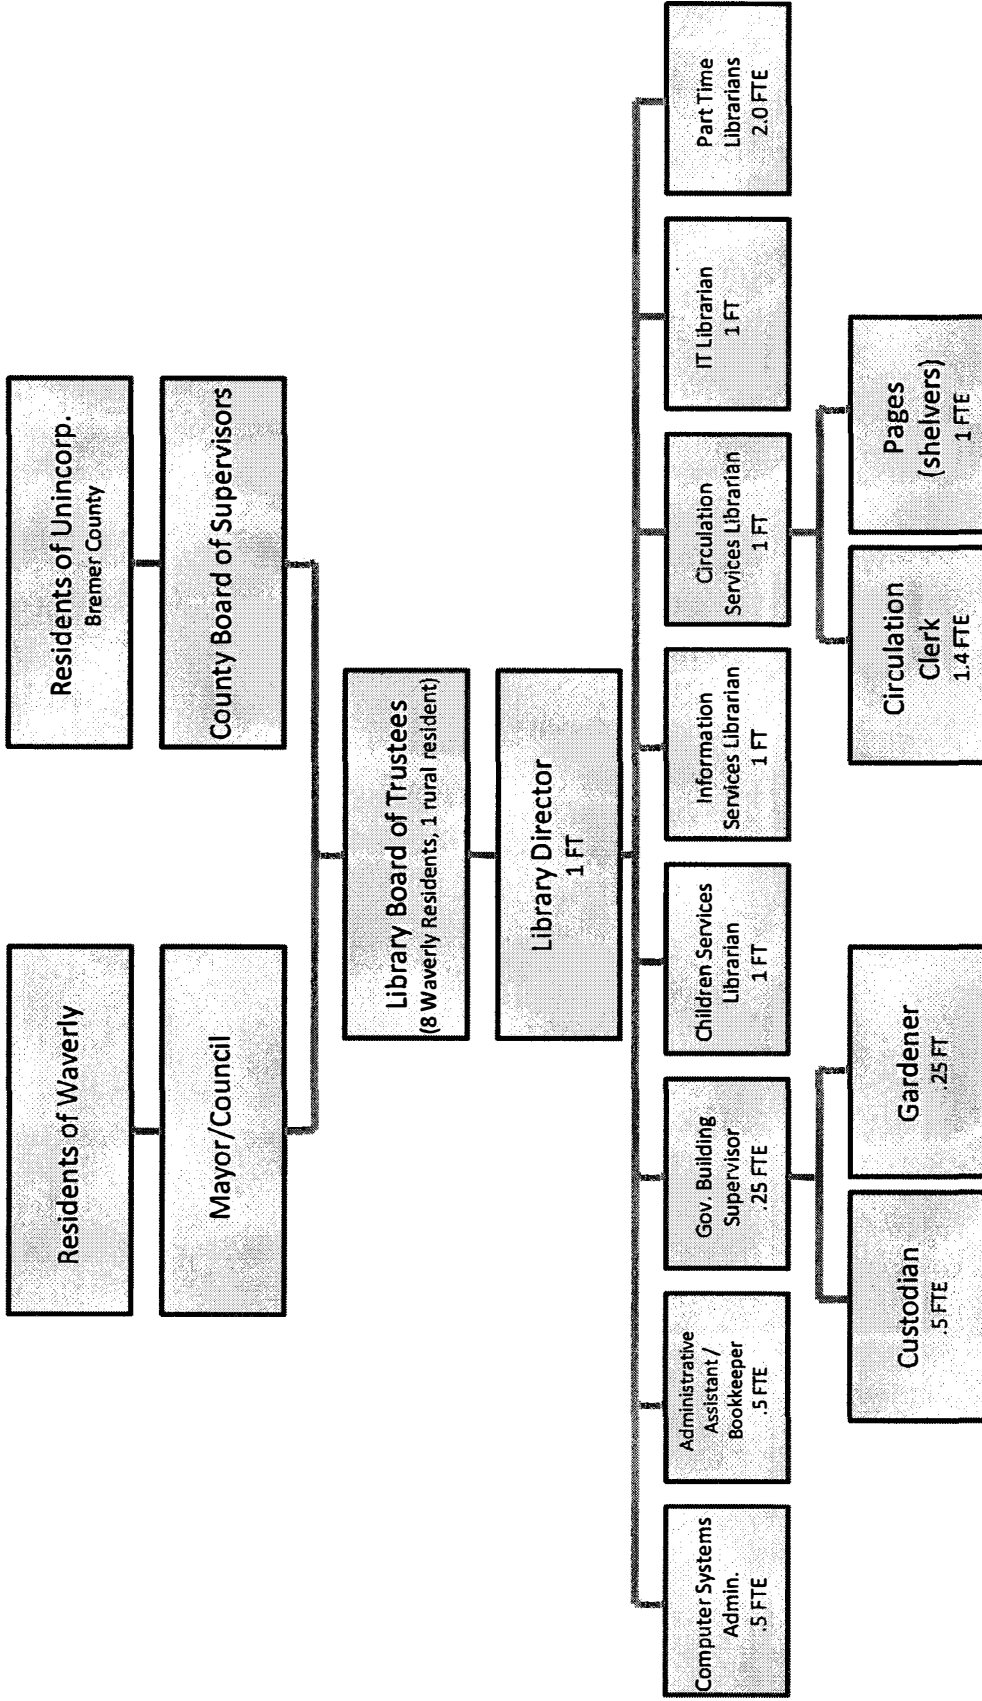 Residents of Waverly
Residents of Unincorp.
Bremer County
Mayor/Council
County Board of Supervisors
Library Board of Trustees
(8 Waverly Residents, 1 rural resident)
Library Director
1 FT
Computer Systems
Admin.
.5 FTE
Administrative
Assistant /
Bookkeeper
.5 FTE
Gov. Building
Supervisor
.25 FTE
Children Services
Librarian
1 FT
Information
Services Librarian
1 FT
Circulation
Services Librarian
1 FT
IT Librarian
1 FT
Part Time
Librarians
2.0 FTE
Custodian
.5 FTE
Gardener
.25 FT
Circulation
Clerk
1.4 FTE
Pages
(shelvers)
1 FTE